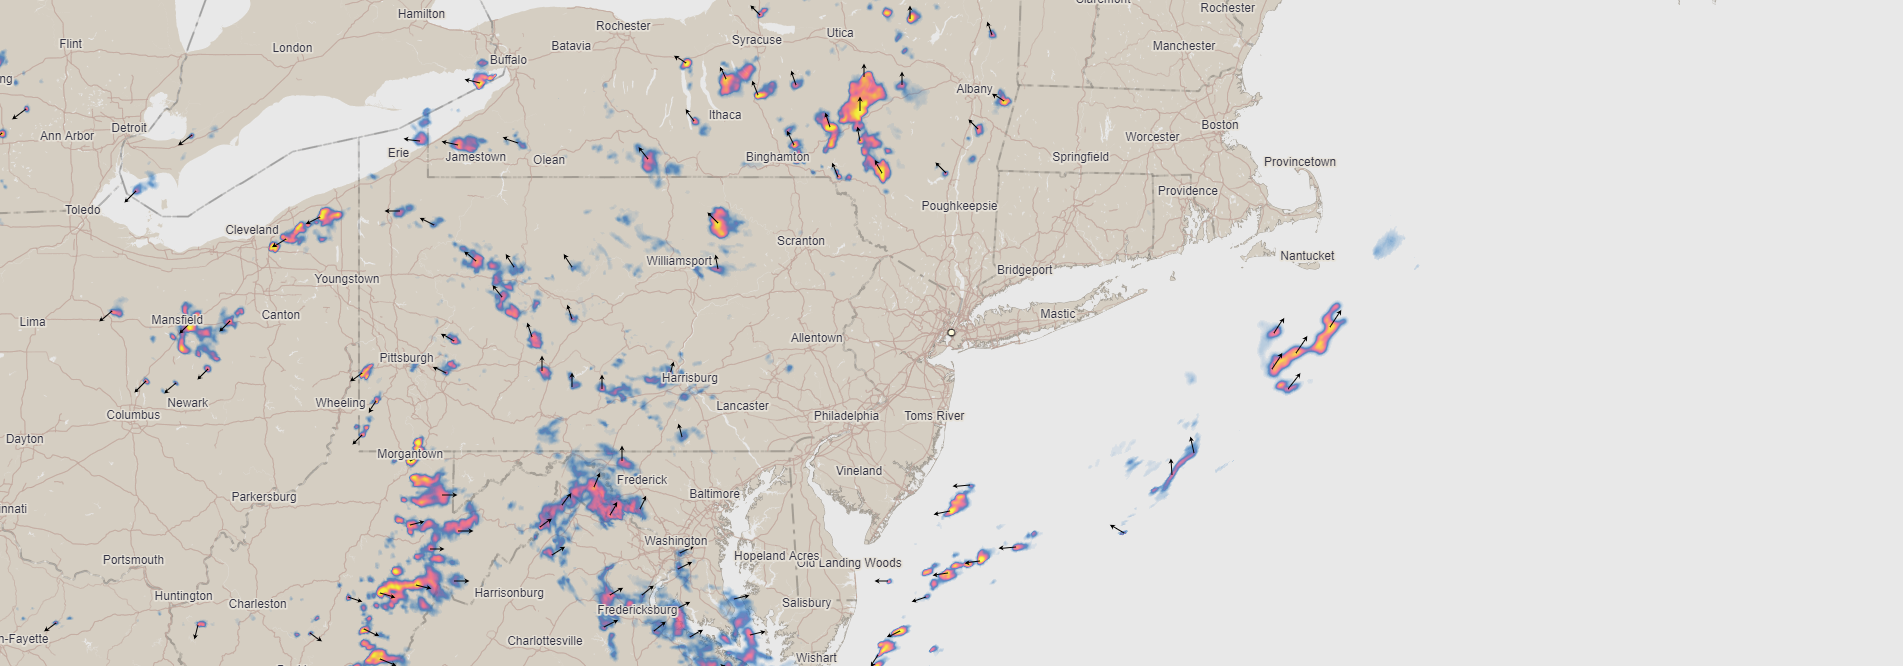 Claremont
Rochester
Hamilton
Rochester
Utica
Syracuse
Flint
London
Batavia
Manchester
Buffalo
ng
Albany
Ithaca
Detroit
Ann Arbor
Boston
Worcester
Erie
Jamestown
Olean
Binghamton
Springfield
Provincetown
Providence
Toledo
Poughkeepsie
Cleveland
Scranton
Williamsport
Nantucket
Bridgeport
Youngstown
Canton
Mastic
Lima
Mansfield
Allentown
Pittsburgh
Harrisburg
Newark
Wheeling
Lancaster
Columbus
Philadelphia
Toms River
Dayton
Morgantown
Vineland
Frederick
Parkersburg
Baltimore
nnati
Washington
Hopeland Acres
Portsmouth
Old Landing Woods
Huntington
Charleston
Harrisonburg
Salisbury
Fredericksburg
n-Fayette
Charlottesville
Wishart